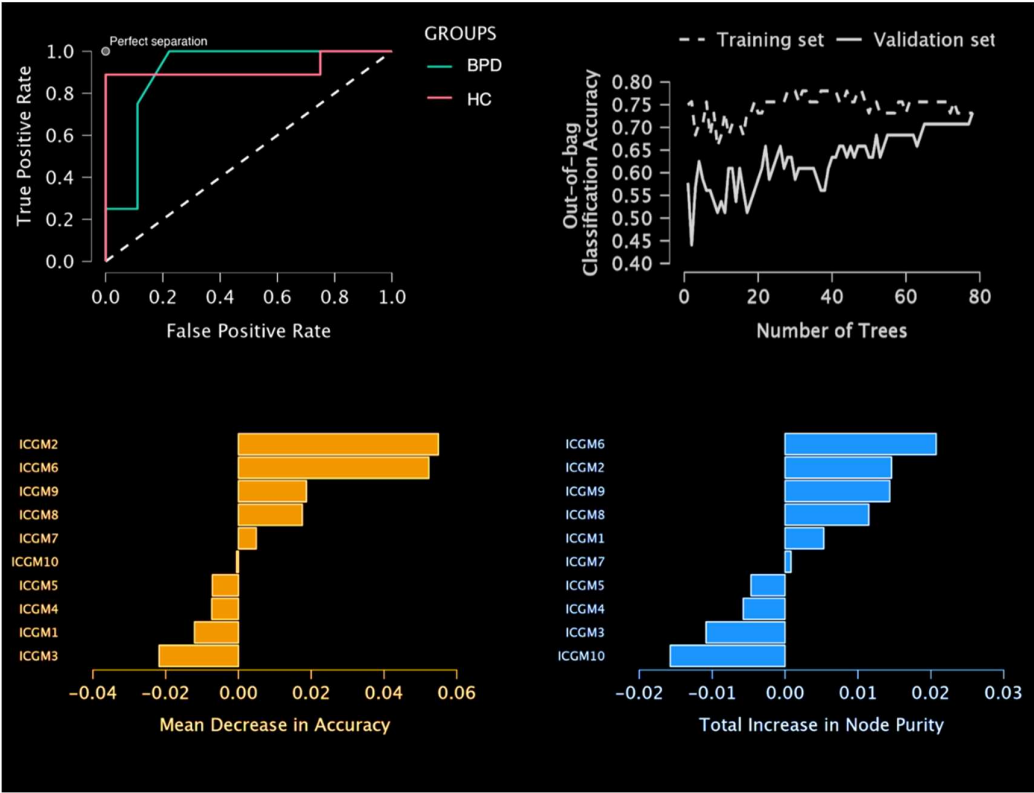 Perfect separation
True Positive Rate
1.0
0.8
0.6
0.4
0.2
0.0
0.0 0.2 0.4 0.6 0.8 1.0
False Positive Rate
GROUPS
BPD
HC
Training set Validation set
Out-of-bag
Classification Accuracy
0.80
0.75
0.70
0.65
0.60
0.55
0.50
0.45
0.40
0 20 40 60 80
Number of Trees
ICGM2
ICGM6
ICGM9
ICGM8
ICGM7
ICGM10
ICGM5
ICGM4
ICGM1
ICGM3
−0.04 −0.02 0.00 0.02 0.04 0.06
Mean Decrease in Accuracy
ICGM6
ICGM2
ICGM9
ICGM8
ICGM1
ICGM7
ICGM5
ICGM4
ICGM3
ICGM10
−0.02 −0.01 0.00 0.01 0.02 0.03
Total Increase in Node Purity